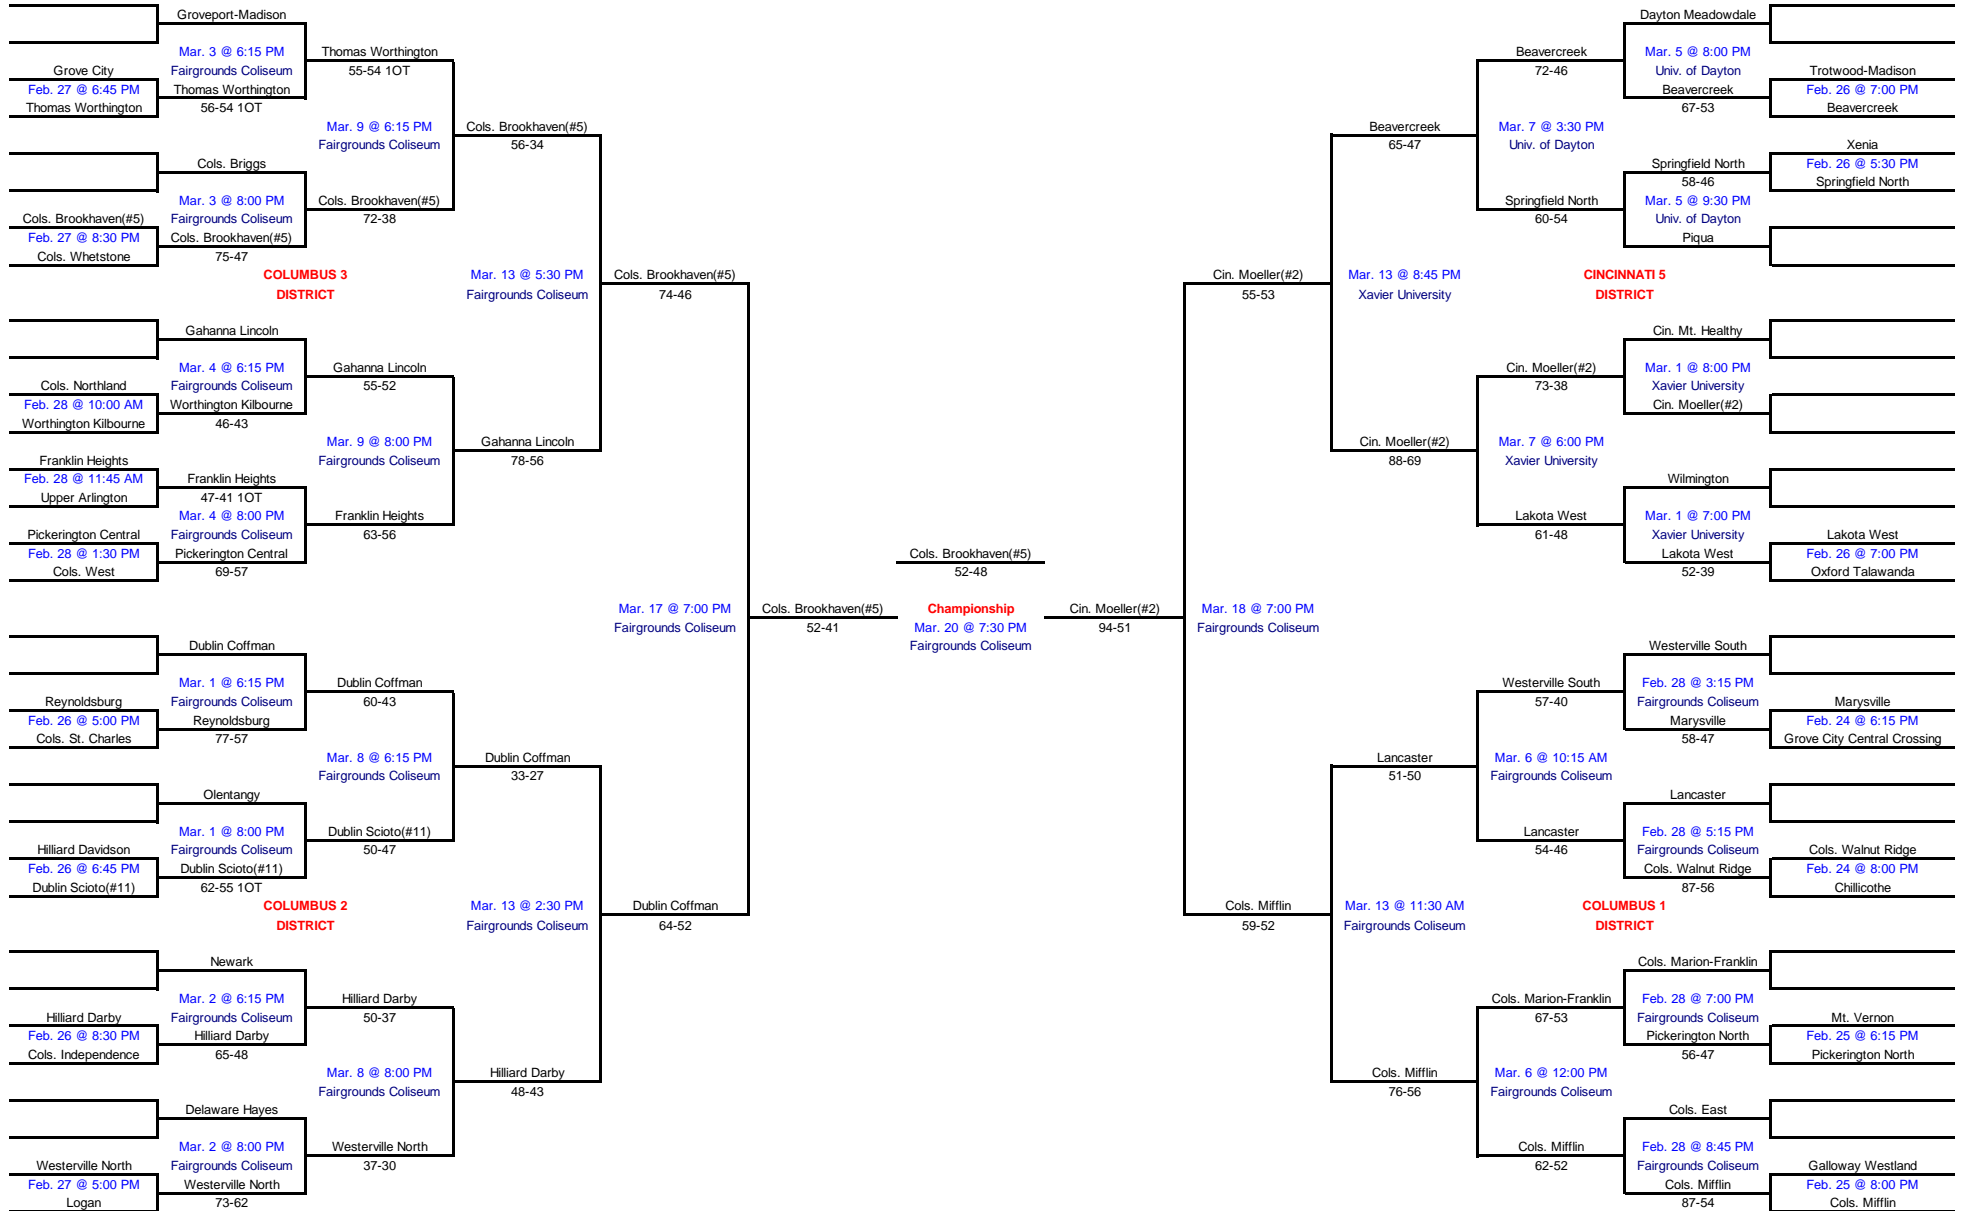 Groveport-Madison
Mar. 3 @ 6:15 PM
Fairgrounds Coliseum
Grove City
Feb. 27 @ 6:45 PM
Thomas Worthington
Thomas Worthington
56-54 1OT
Thomas Worthington
55-54 1OT
Mar. 9 @ 6:15 PM
Fairgrounds Coliseum
Cols. Brookhaven(#5)
56-34
Cols. Briggs
Mar. 3 @ 8:00 PM
Fairgrounds Coliseum
Cols. Brookhaven(#5)
72-38
Cols. Brookhaven(#5)
Feb. 27 @ 8:30 PM
Cols. Whetstone
Cols. Brookhaven(#5)
75-47
COLUMBUS 3
DISTRICT
Mar. 13 @ 5:30 PM
Fairgrounds Coliseum
Cols. Brookhaven(#5)
74-46
Gahanna Lincoln
Mar. 4 @ 6:15 PM
Fairgrounds Coliseum
Gahanna Lincoln
55-52
Cols. Northland
Feb. 28 @ 10:00 AM
Worthington Kilbourne
Worthington Kilbourne
46-43
Mar. 9 @ 8:00 PM
Fairgrounds Coliseum
Gahanna Lincoln
78-56
Franklin Heights
Feb. 28 @ 11:45 AM
Upper Arlington
Franklin Heights
47-41 1OT
Mar. 4 @ 8:00 PM
Fairgrounds Coliseum
Franklin Heights
63-56
Pickerington Central
Feb. 28 @ 1:30 PM
Cols. West
Pickerington Central
69-57
Mar. 17 @ 7:00 PM
Fairgrounds Coliseum
Cols. Brookhaven(#5)
52-41
Dublin Coffman
Mar. 1 @ 6:15 PM
Fairgrounds Coliseum
Dublin Coffman
60-43
Reynoldsburg
Feb. 26 @ 5:00 PM
Cols. St. Charles
Reynoldsburg
77-57
Mar. 8 @ 6:15 PM
Fairgrounds Coliseum
Dublin Coffman
33-27
Olentangy
Mar. 1 @ 8:00 PM
Fairgrounds Coliseum
Dublin Scioto(#11)
50-47
Hilliard Davidson
Feb. 26 @ 6:45 PM
Dublin Scioto(#11)
Dublin Scioto(#11)
62-55 1OT
COLUMBUS 2
DISTRICT
Mar. 13 @ 2:30 PM
Fairgrounds Coliseum
Dublin Coffman
64-52
Newark
Mar. 2 @ 6:15 PM
Fairgrounds Coliseum
Hilliard Darby
50-37
Hilliard Darby
Feb. 26 @ 8:30 PM
Cols. Independence
Hilliard Darby
65-48
Mar. 8 @ 8:00 PM
Fairgrounds Coliseum
Hilliard Darby
48-43
Delaware Hayes
Mar. 2 @ 8:00 PM
Fairgrounds Coliseum
Westerville North
37-30
Westerville North
Feb. 27 @ 5:00 PM
Logan
Westerville North
73-62
Cols. Brookhaven(#5)
52-48
Championship
Mar. 20 @ 7:30 PM
Fairgrounds Coliseum
Cin. Moeller(#2)
94-51
Mar. 18 @ 7:00 PM
Fairgrounds Coliseum
Dayton Meadowdale
Beavercreek
72-46
Mar. 5 @ 8:00 PM
Univ. of Dayton
Beavercreek
67-53
Trotwood-Madison
Feb. 26 @ 7:00 PM
Beavercreek
Beavercreek
65-47
Mar. 7 @ 3:30 PM
Univ. of Dayton
Springfield North
58-46
Xenia
Feb. 26 @ 5:30 PM
Springfield North
Springfield North
60-54
Mar. 5 @ 9:30 PM
Univ. of Dayton
Piqua
Cin. Moeller(#2)
55-53
Mar. 13 @ 8:45 PM
Xavier University
CINCINNATI 5
DISTRICT
Cin. Mt. Healthy
Cin. Moeller(#2)
73-38
Mar. 1 @ 8:00 PM
Xavier University
Cin. Moeller(#2)
Cin. Moeller(#2)
88-69
Mar. 7 @ 6:00 PM
Xavier University
Wilmington
Lakota West
61-48
Mar. 1 @ 7:00 PM
Xavier University
Lakota West
52-39
Lakota West
Feb. 26 @ 7:00 PM
Oxford Talawanda
Westerville South
Westerville South
57-40
Feb. 28 @ 3:15 PM
Fairgrounds Coliseum
Marysville
58-47
Marysville
Feb. 24 @ 6:15 PM
Grove City Central Crossing
Lancaster
51-50
Mar. 6 @ 10:15 AM
Fairgrounds Coliseum
Lancaster
Lancaster
54-46
Feb. 28 @ 5:15 PM
Fairgrounds Coliseum
Cols. Walnut Ridge
87-56
Cols. Walnut Ridge
Feb. 24 @ 8:00 PM
Chillicothe
Cols. Mifflin
59-52
Mar. 13 @ 11:30 AM
Fairgrounds Coliseum
COLUMBUS 1
DISTRICT
Cols. Marion-Franklin
Cols. Marion-Franklin
67-53
Feb. 28 @ 7:00 PM
Fairgrounds Coliseum
Pickerington North
56-47
Mt. Vernon
Feb. 25 @ 6:15 PM
Pickerington North
Cols. Mifflin
76-56
Mar. 6 @ 12:00 PM
Fairgrounds Coliseum
Cols. East
Cols. Mifflin
62-52
Feb. 28 @ 8:45 PM
Fairgrounds Coliseum
Cols. Mifflin
87-54
Galloway Westland
Feb. 25 @ 8:00 PM
Cols. Mifflin